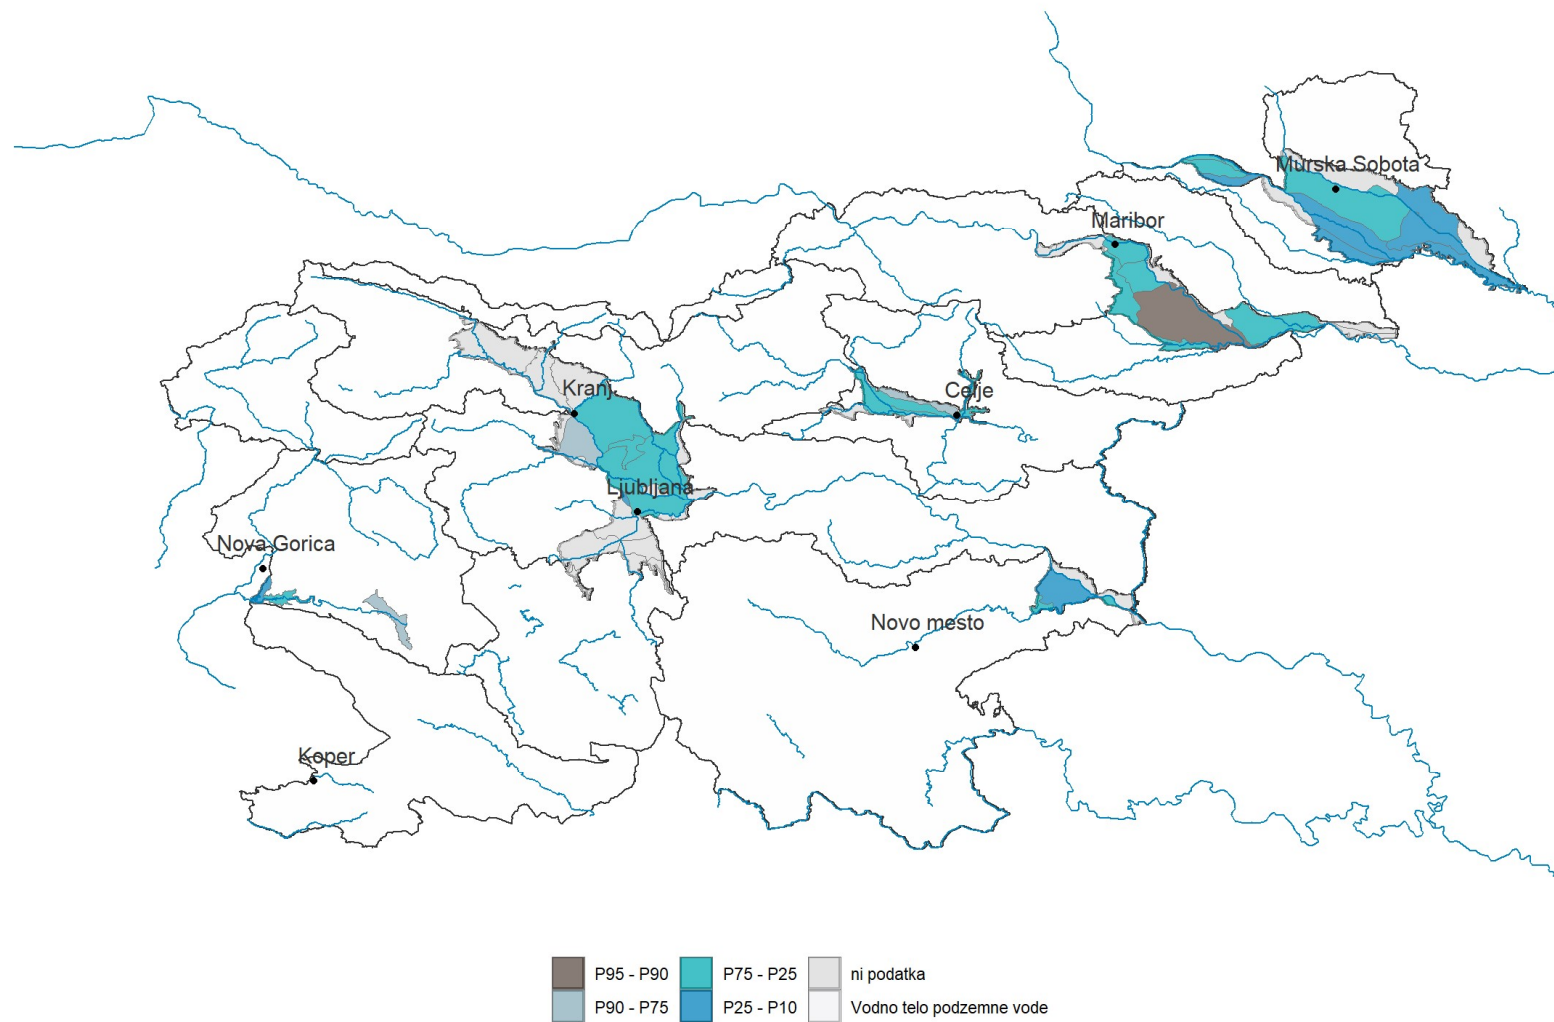 Murska Sobota
Maribor
Kranj
Celje
Ljubljana
Nova Gorica
Novo mesto
Koper
P95 - P90
P75 - P25
ni podatka
P90 - P75
P25 - P10
Vodno telo podzemne vode